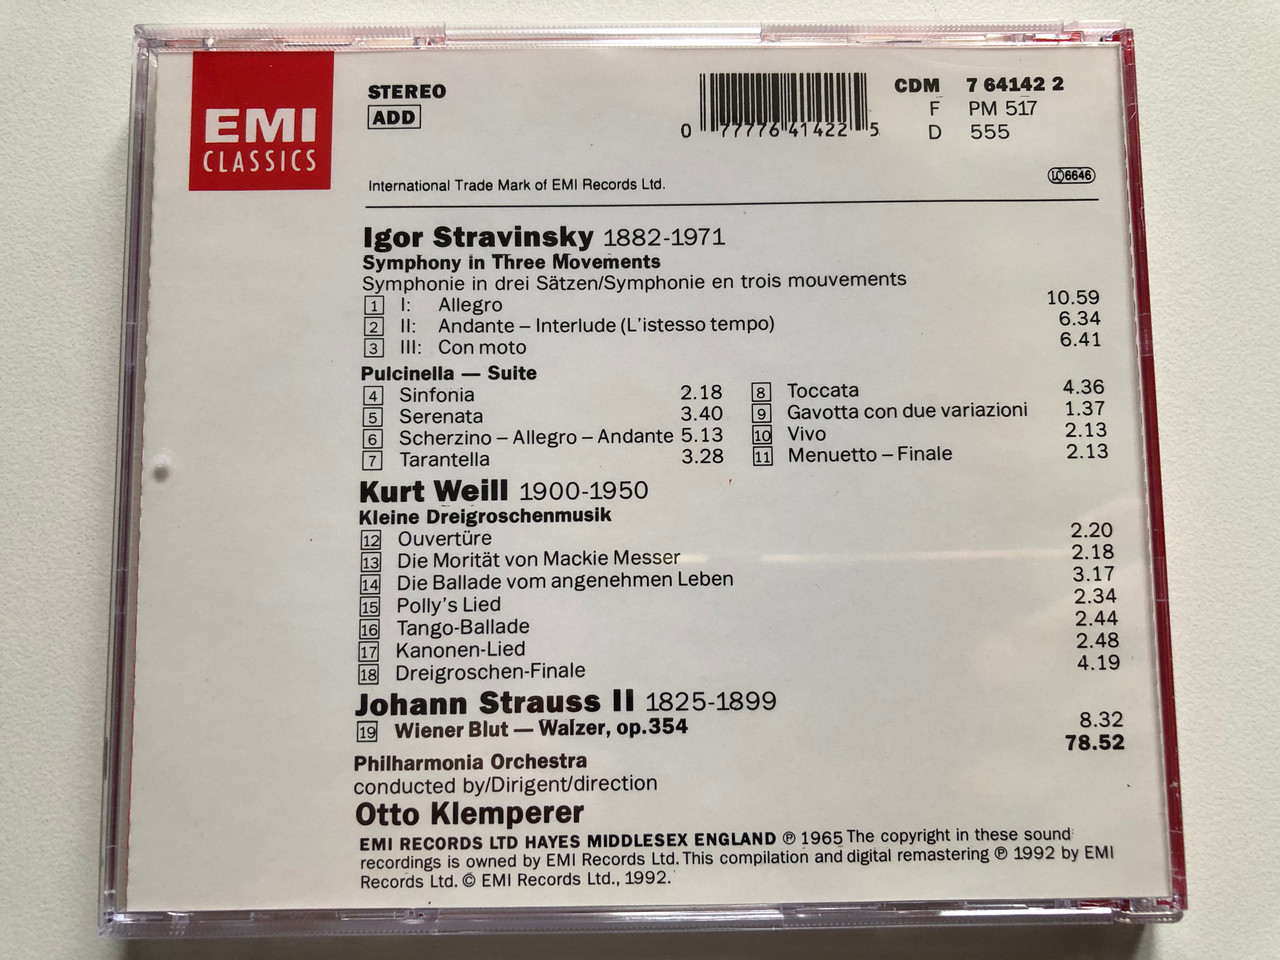 EMI
CLASSICS
STEREO
ADD
0 77776 41422 5
CDM 7 64142 2
F PM 517
D 555
International Trade Mark of EMI Records Ltd.
LC 6646
Igor Stravinsky 1882-1971
Symphony in Three Movements
Symphonie in drei Sätzen/Symphonie en trois mouvements
1 I: Allegro 10.59
2 II: Andante – Interlude (L'istesso tempo) 6.34
3 III: Con moto 6.41
Pulcinella — Suite
4 Sinfonia 2.18
5 Serenata 3.40
6 Scherzino – Allegro – Andante 5.13
7 Tarantella 3.28
8 Toccata 4.36
9 Gavotta con due variazioni 1.37
10 Vivo 2.13
11 Menuetto – Finale 2.13
Kurt Weill 1900-1950
Kleine Dreigroschenmusik
12 Ouvertüre 2.20
13 Die Morität von Mackie Messer 2.18
14 Die Ballade vom angenehmen Leben 3.17
15 Polly's Lied 2.34
16 Tango-Ballade 2.44
17 Kanonen-Lied 2.48
18 Dreigroschen-Finale 4.19
Johann Strauss II 1825-1899
19 Wiener Blut — Walzer, op.354 8.32
78.52
Philharmonia Orchestra
conducted by/Dirigent/direction
Otto Klemperer
EMI RECORDS LTD HAYES MIDDLESEX ENGLAND ℗ 1965 The copyright in these sound
recordings is owned by EMI Records Ltd. This compilation and digital remastering ℗ 1992 by EMI
Records Ltd. © EMI Records Ltd., 1992.